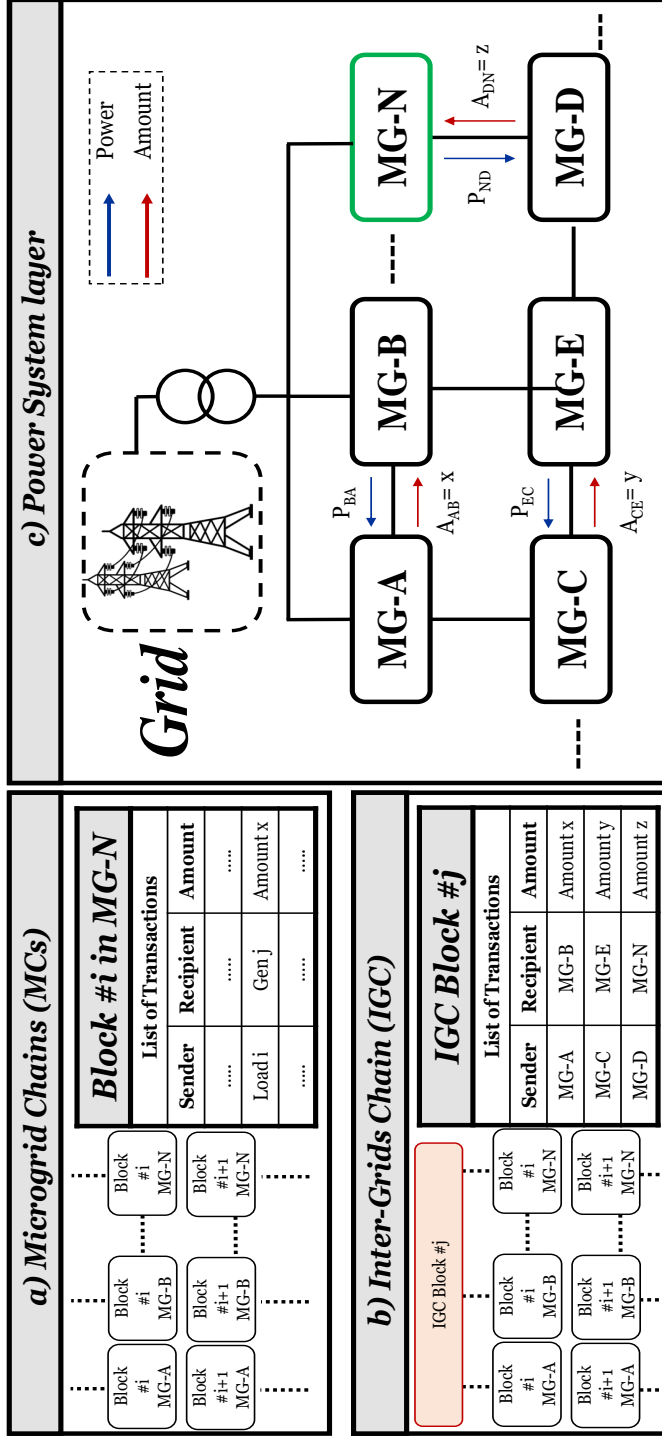 a) Microgrid Chains (MCs)
Block
#i
MG-A
Block
#i
MG-B
Block
#i
MG-N
Block
#i+1
MG-A
Block
#i+1
MG-B
Block
#i+1
MG-N
Block #i in MG-N
List of Transactions
Sender Recipient Amount
..... ..... .....
Load i Gen j Amount x
..... ..... .....
b) Inter-Grids Chain (IGC)
IGC Block #j
Block
#i
MG-A
Block
#i
MG-B
Block
#i
MG-N
Block
#i+1
MG-A
Block
#i+1
MG-B
Block
#i+1
MG-N
IGC Block #j
List of Transactions
Sender Recipient Amount
MG-A MG-B Amount x
MG-C MG-E Amount y
MG-D MG-N Amount z
c) Power System layer
Grid
Power
Amount
MG-A
P_BA
A_AB= x
MG-B
MG-N
MG-C
P_EC
A_CE= y
MG-E
P_ND
A_DN= z
MG-D